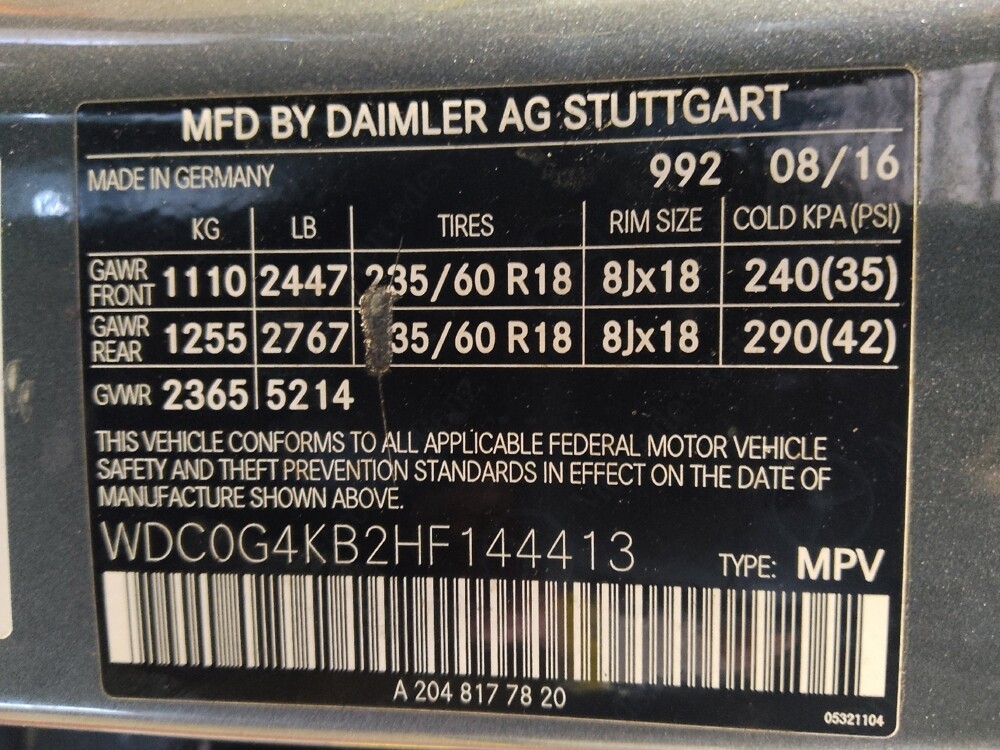 MFD BY DAIMLER AG STUTTGART
MADE IN GERMANY 992 08/16
KG LB TIRES RIM SIZE COLD KPA (PSI)
GAWR FRONT 1110 2447 235/60 R18 8Jx18 240(35)
GAWR REAR 1255 2767 35/60 R18 8Jx18 290(42)
GVWR 2365 5214
THIS VEHICLE CONFORMS TO ALL APPLICABLE FEDERAL MOTOR VEHICLE
SAFETY AND THEFT PREVENTION STANDARDS IN EFFECT ON THE DATE OF
MANUFACTURE SHOWN ABOVE.
WDC0G4KB2HF144413 TYPE: MPV
A 204 817 78 20
05321104